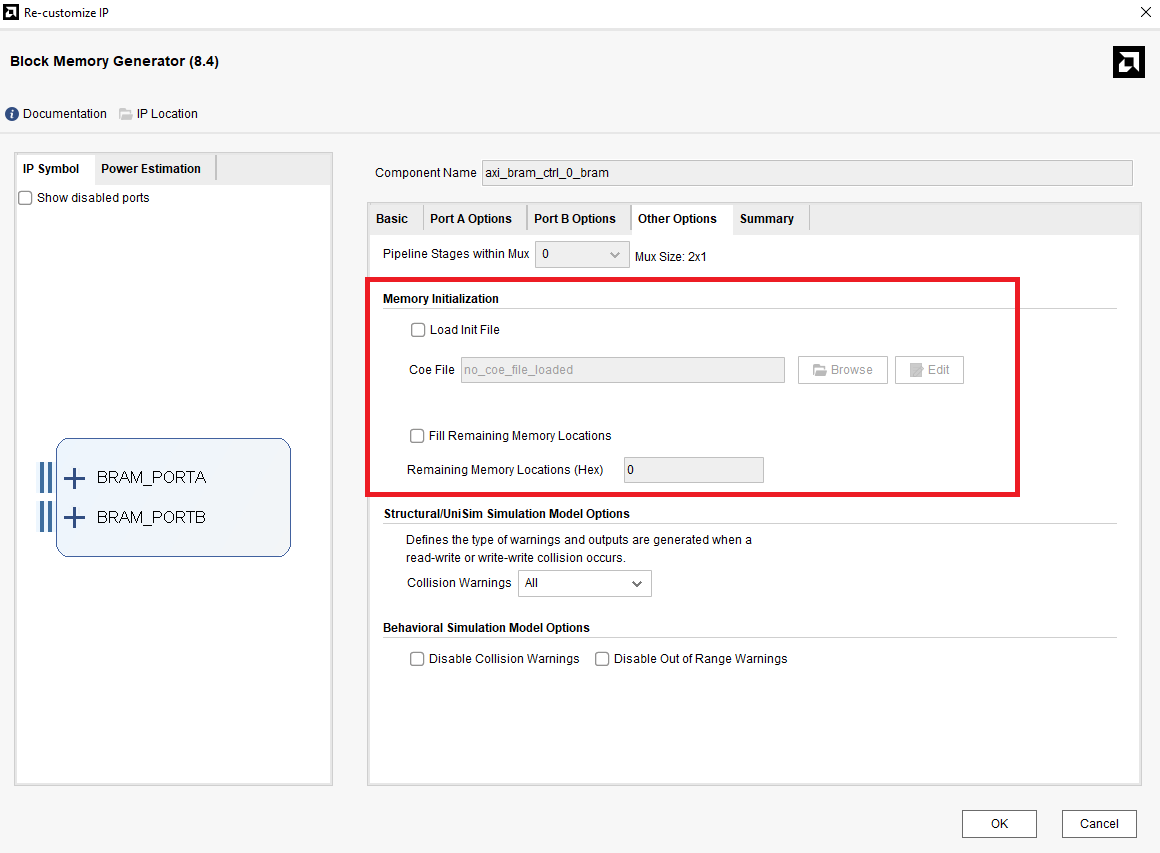 Re-customize IP
Block Memory Generator (8.4)
Documentation IP Location
IP Symbol Power Estimation
Show disabled ports
BRAM_PORTA
BRAM_PORTB
Component Name axi_bram_ctrl_0_bram
Basic Port A Options Port B Options Other Options Summary
Pipeline Stages within Mux 0 Mux Size: 2x1
Memory Initialization
Load Init File
Coe File no_coe_file_loaded Browse Edit
Fill Remaining Memory Locations
Remaining Memory Locations (Hex) 0
Structural/UniSim Simulation Model Options
Defines the type of warnings and outputs are generated when a
read-write or write-write collision occurs.
Collision Warnings All
Behavioral Simulation Model Options
Disable Collision Warnings Disable Out of Range Warnings
OK Cancel